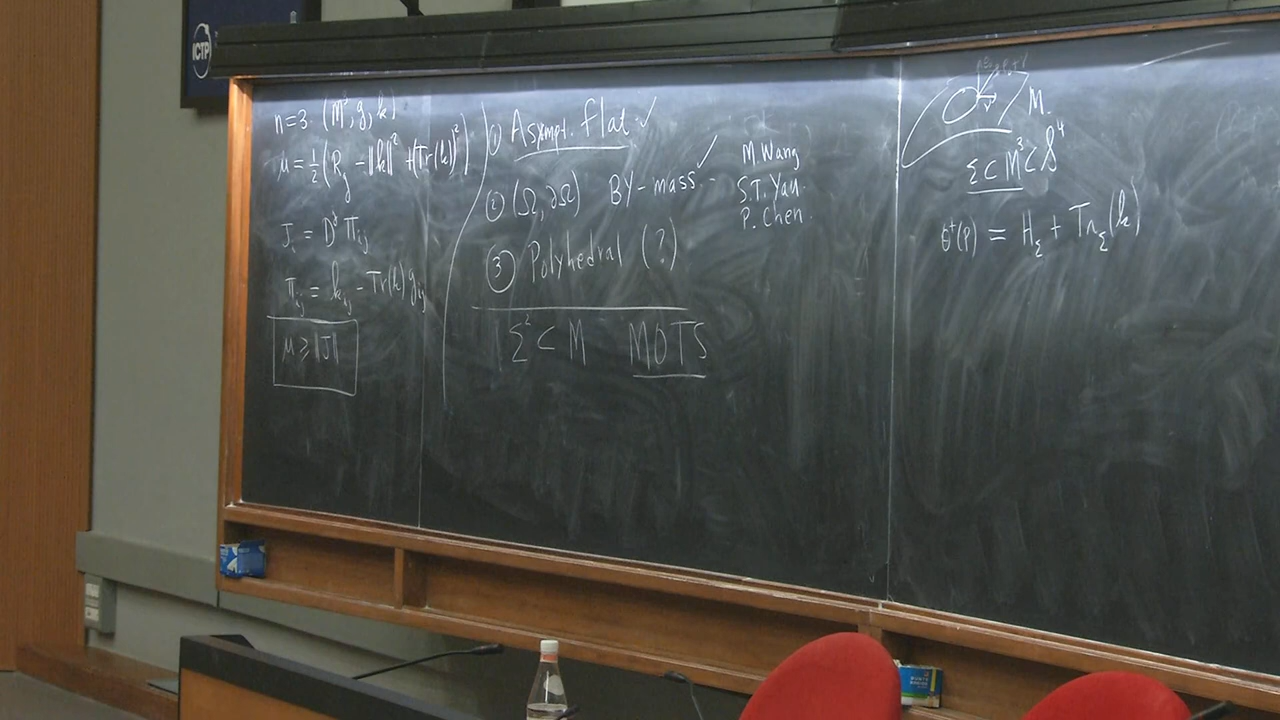 ICTP
n=3. (M³, g, k)
μ = ½(R_g - ‖k‖² + (Tr(k))²)
J_i = D^j π_ij
π_ij = k_ij - Tr(k) g_ij
μ ≥ ‖J‖
① Asympt. flat ✓
② (Ω, ∂Ω) BY-mass - ✓
M. Wang
S.T. Yau
P. Chen
③ Polyhedral (?)
Σ² ⊂ M MOTS
M.
Σ ⊂ M³ ⊂ S⁴
θ⁺(p) = H_Σ + Tr_Σ(k)